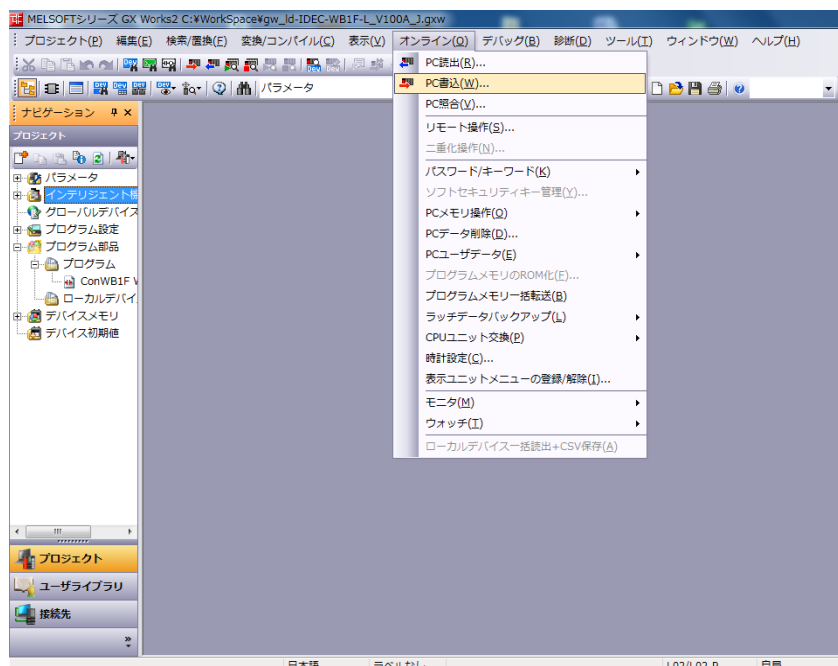 MELSOFTシリーズ GX Works2 C:¥WorkSpace¥gw_ld-IDEC-WB1F-L_V100A_J.gxw
プロジェクト(P) 編集(E) 検索/置換(F) 変換/コンパイル(C) 表示(V) オンライン(O) デバッグ(B) 診断(D) ツール(T) ウィンドウ(W) ヘルプ(H)
パラメータ
ナビゲーション
プロジェクト
パラメータ
インテリジェント機
グローバルデバイス
プログラム設定
プログラム部品
プログラム
ConWB1F
ローカルデバイ
デバイスメモリ
デバイス初期値
プロジェクト
ユーザライブラリ
接続先
PC読出(R)...
PC書込(W)...
PC照合(V)...
リモート操作(S)...
二重化操作(N)...
パスワード/キーワード(K)
ソフトセキュリティキー管理(Y)...
PCメモリ操作(O)
PCデータ削除(D)...
PCユーザデータ(E)
プログラムメモリのROM化(F)...
プログラムメモリ一括転送(B)
ラッチデータバックアップ(L)
CPUユニット交換(P)
時計設定(C)...
表示ユニットメニューの登録/解除(I)...
モニタ(M)
ウォッチ(T)
ローカルデバイス一括読出+CSV保存(A)
日本語 ラベルなし L02/L02-P 自局